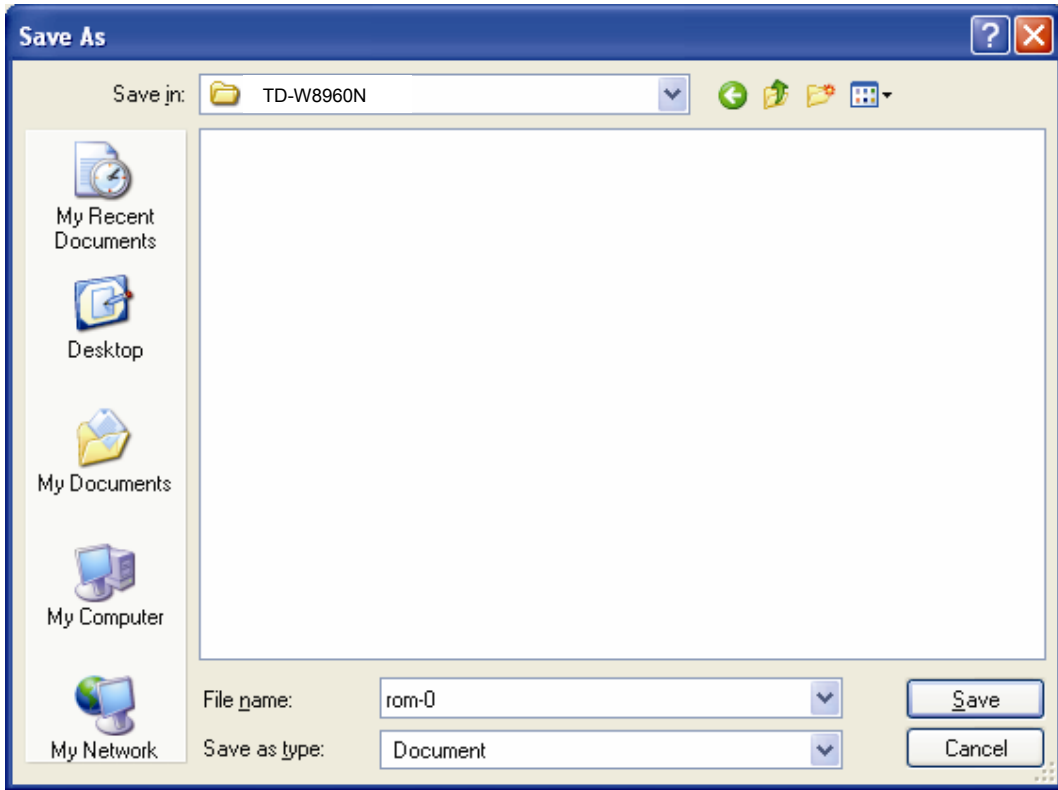 Save As
Save in: TD-W8960N
My Recent
Documents
Desktop
My Documents
My Computer
My Network
File name: rom-0
Save
Save as type: Document
Cancel